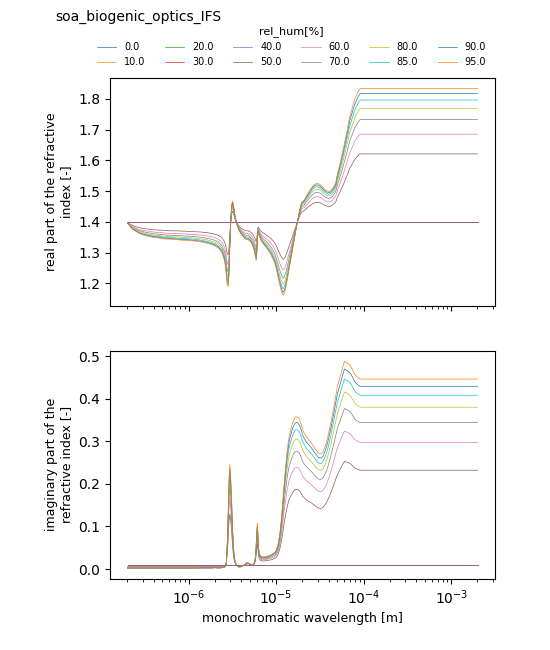 soa_biogenic_optics_IFS
rel_hum[%]
0.0 20.0 40.0 60.0 80.0 90.0
10.0 30.0 50.0 70.0 85.0 95.0
real part of the refractive
index [-]
1.8
1.7
1.6
1.5
1.4
1.3
1.2
imaginary part of the
refractive index [-]
0.5
0.4
0.3
0.2
0.1
0.0
10⁻⁶ 10⁻⁵ 10⁻⁴ 10⁻³
monochromatic wavelength [m]